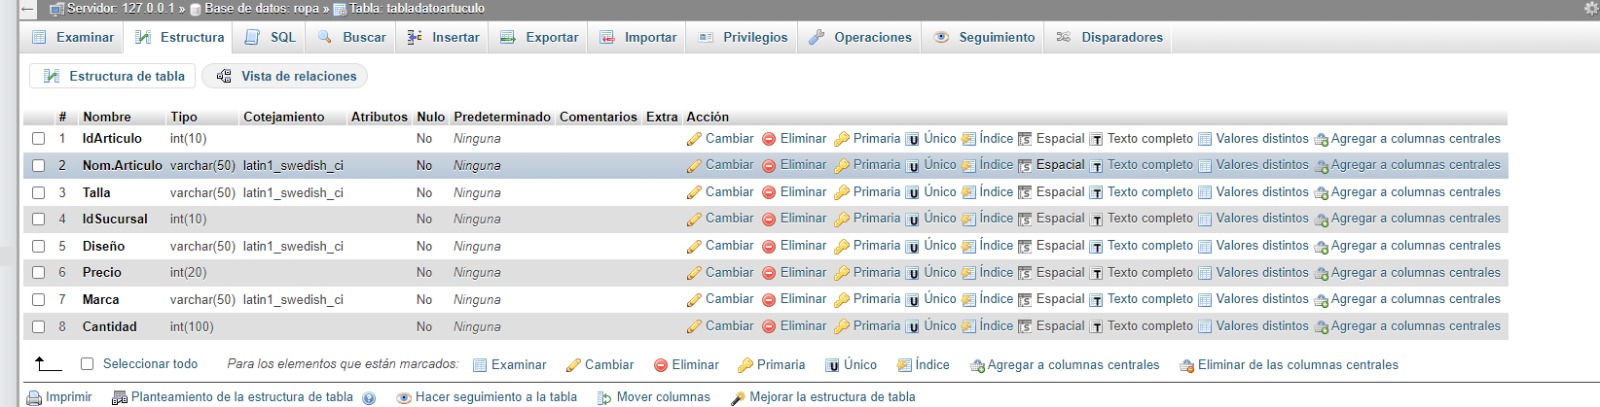 Servidor: 127.0.0.1 » Base de datos: ropa » Tabla: tabladatoartuculo
Examinar Estructura SQL Buscar Insertar Exportar Importar Privilegios Operaciones Seguimiento Disparadores
Estructura de tabla Vista de relaciones
# Nombre Tipo Cotejamiento Atributos Nulo Predeterminado Comentarios Extra Acción
1 IdArticulo int(10) No Ninguna Cambiar Eliminar Primaria Único Índice Espacial Texto completo Valores distintos Agregar a columnas centrales
2 Nom.Articulo varchar(50) latin1_swedish_ci No Ninguna Cambiar Eliminar Primaria Único Índice Espacial Texto completo Valores distintos Agregar a columnas centrales
3 Talla varchar(50) latin1_swedish_ci No Ninguna Cambiar Eliminar Primaria Único Índice Espacial Texto completo Valores distintos Agregar a columnas centrales
4 IdSucursal int(10) No Ninguna Cambiar Eliminar Primaria Único Índice Espacial Texto completo Valores distintos Agregar a columnas centrales
5 Diseño varchar(50) latin1_swedish_ci No Ninguna Cambiar Eliminar Primaria Único Índice Espacial Texto completo Valores distintos Agregar a columnas centrales
6 Precio int(20) No Ninguna Cambiar Eliminar Primaria Único Índice Espacial Texto completo Valores distintos Agregar a columnas centrales
7 Marca varchar(50) latin1_swedish_ci No Ninguna Cambiar Eliminar Primaria Único Índice Espacial Texto completo Valores distintos Agregar a columnas centrales
8 Cantidad int(100) No Ninguna Cambiar Eliminar Primaria Único Índice Espacial Texto completo Valores distintos Agregar a columnas centrales
Seleccionar todo Para los elementos que están marcados: Examinar Cambiar Eliminar Primaria Único Índice Agregar a columnas centrales Eliminar de las columnas centrales
Imprimir Planteamiento de la estructura de tabla Hacer seguimiento a la tabla Mover columnas Mejorar la estructura de tabla